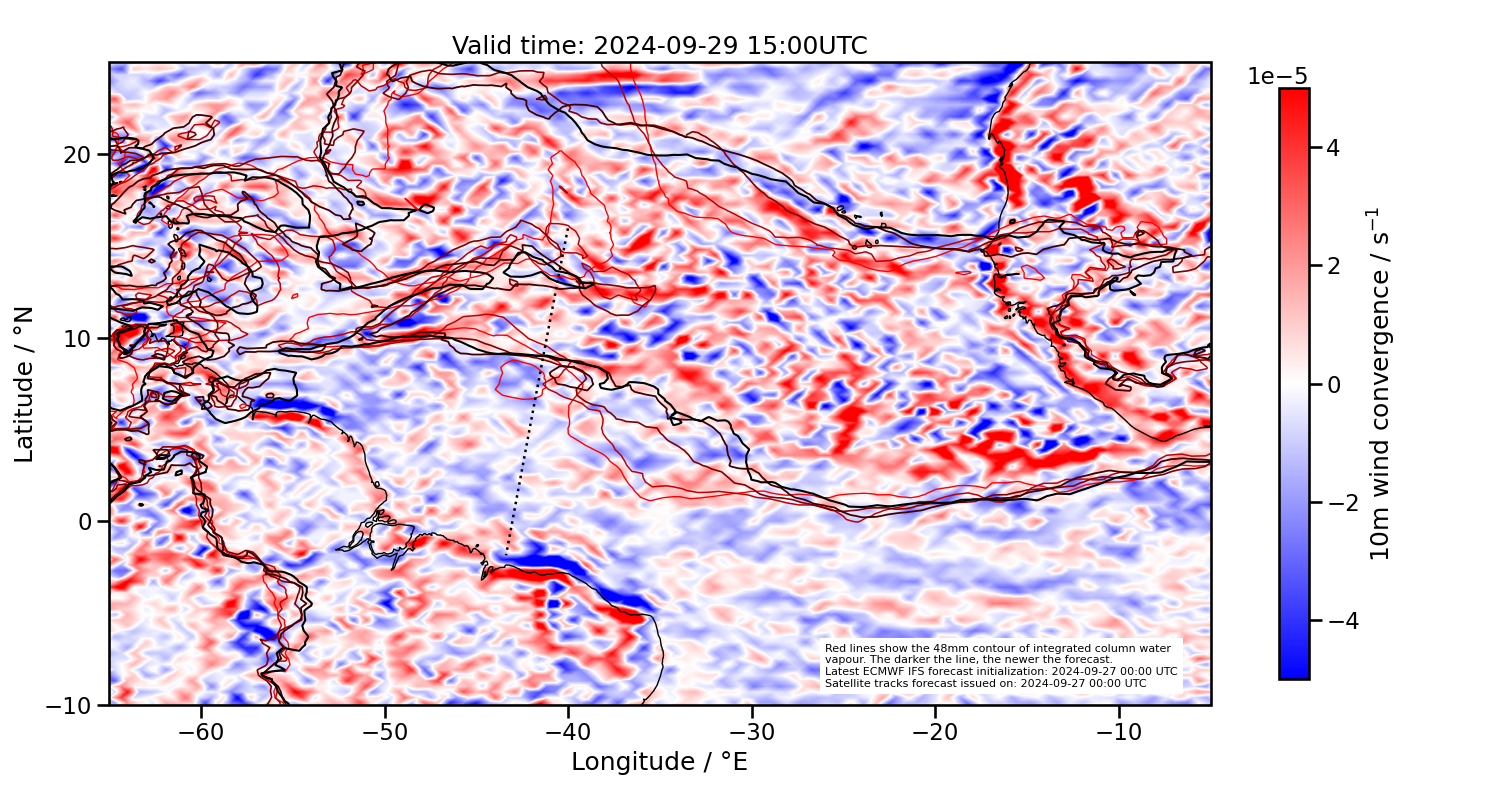 Valid time: 2024-09-29 15:00UTC
1e−5
20
10
0
−10
Latitude / °N
−60
−50
−40
−30
−20
−10
Longitude / °E
4
2
0
−2
−4
10m wind convergence / s⁻¹
Red lines show the 48mm contour of integrated column water
vapour. The darker the line, the newer the forecast.
Latest ECMWF IFS forecast initialization: 2024-09-27 00:00 UTC
Satellite tracks forecast issued on: 2024-09-27 00:00 UTC